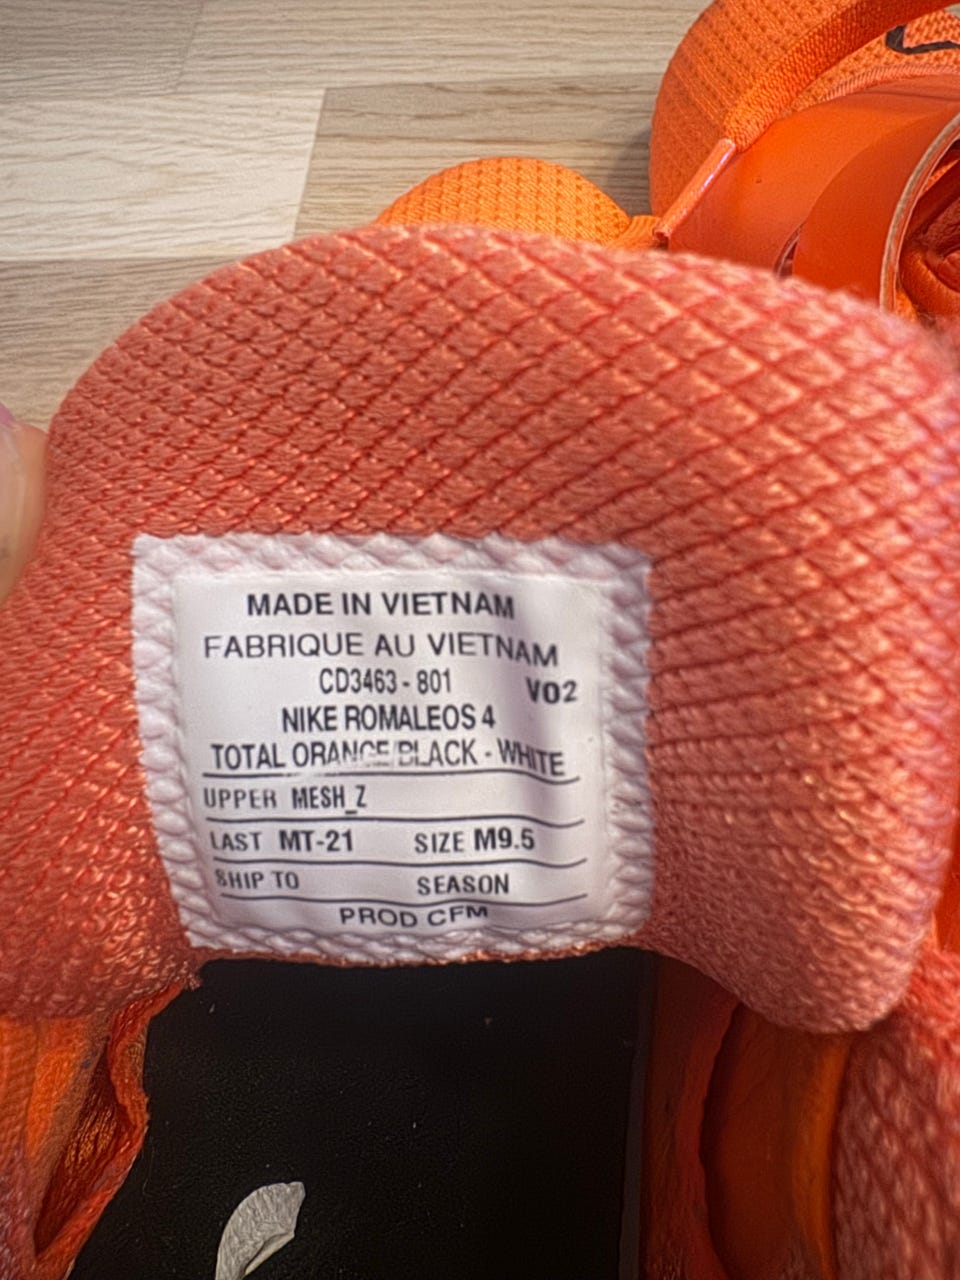 MADE IN VIETNAM
FABRIQUE AU VIETNAM
CD3463 - 801 V02
NIKE ROMALEOS 4
TOTAL ORANGE/BLACK - WHITE
UPPER MESH_Z
LAST MT-21 SIZE M9.5
SHIP TO SEASON
PROD CFM